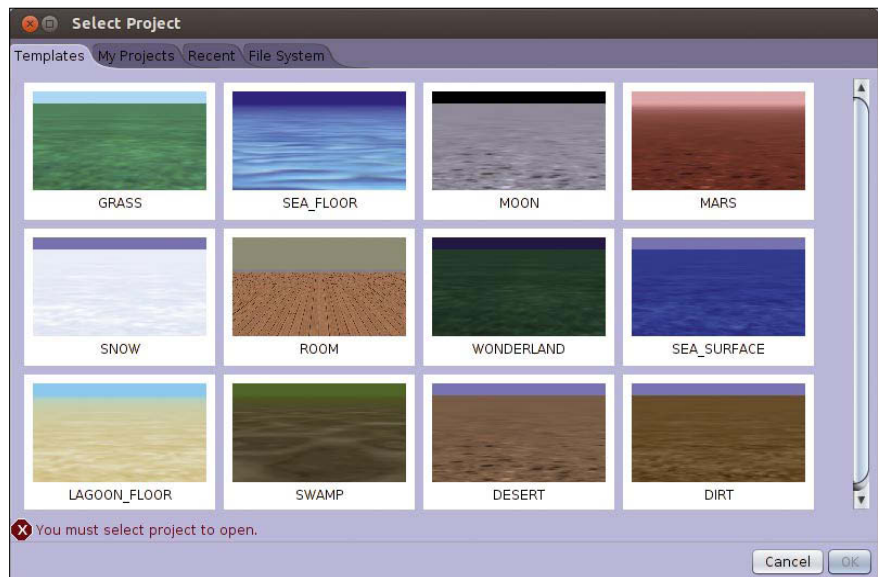 Select Project
Templates My Projects Recent File System
GRASS SEA_FLOOR MOON MARS
SNOW ROOM WONDERLAND SEA_SURFACE
LAGOON_FLOOR SWAMP DESERT DIRT
X You must select project to open.
Cancel OK